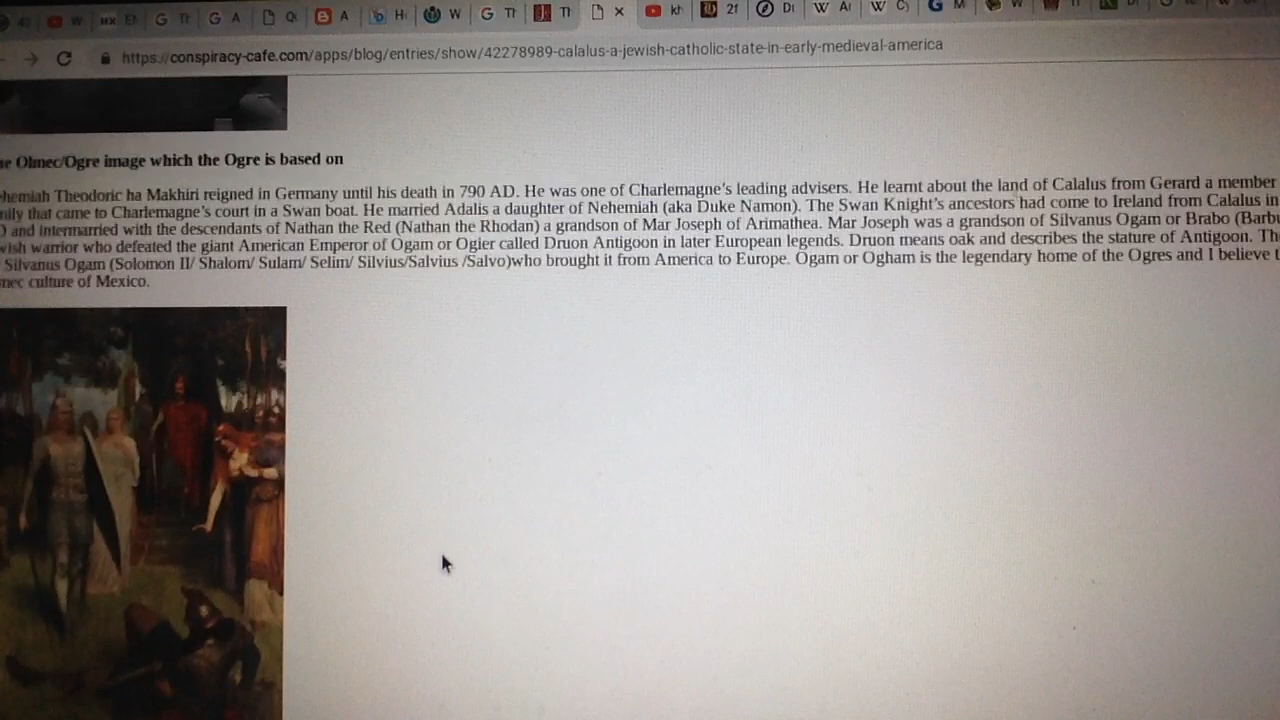 W
G
G A
W
G
kh
2f
W
W
https://conspiracy-cafe.com/apps/blog/entries/show/42278989-calalus-a-jewish-catholic-state-in-early-medieval-america
Olmec/Ogre image which the Ogre is based on
Theodoric ha Makhiri reigned in Germany until his death in 790 AD. He was one of Charlemagne's leading advisers. He learnt about the land of Calalus from Gerard a member
that came to Charlemagne's court in a Swan boat. He married Adalis a daughter of Nehemiah (aka Duke Namon). The Swan Knight's ancestors had come to Ireland from Calalus in
and intermarried with the descendants of Nathan the Red (Nathan the Rhodan) a grandson of Mar Joseph of Arimathea. Mar Joseph was a grandson of Silvanus Ogam or Brabo
warrior who defeated the giant American Emperor of Ogam or Ogier called Druon Antigoon in later European legends. Druon means oak and describes the stature of Antigoon.
Silvanus Ogam (Solomon II/ Shalom/ Sulam/ Selim/ Silvius/Salvius /Salvo)who brought it from America to Europe. Ogam or Ogham is the legendary home of the Ogres and I believe
culture of Mexico.